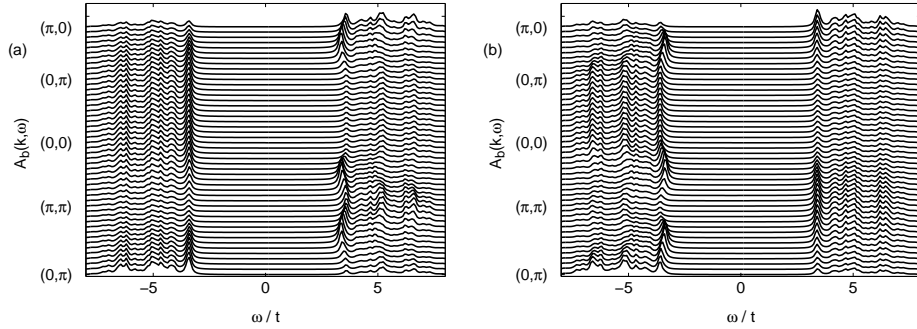 (a)
A_b(k,ω)
(π,0)
(0,π)
(0,0)
(π,π)
(0,π)
-5
0
5
ω / t
(b)
A_b(k,ω)
(π,0)
(0,π)
(0,0)
(π,π)
(0,π)
-5
0
5
ω / t